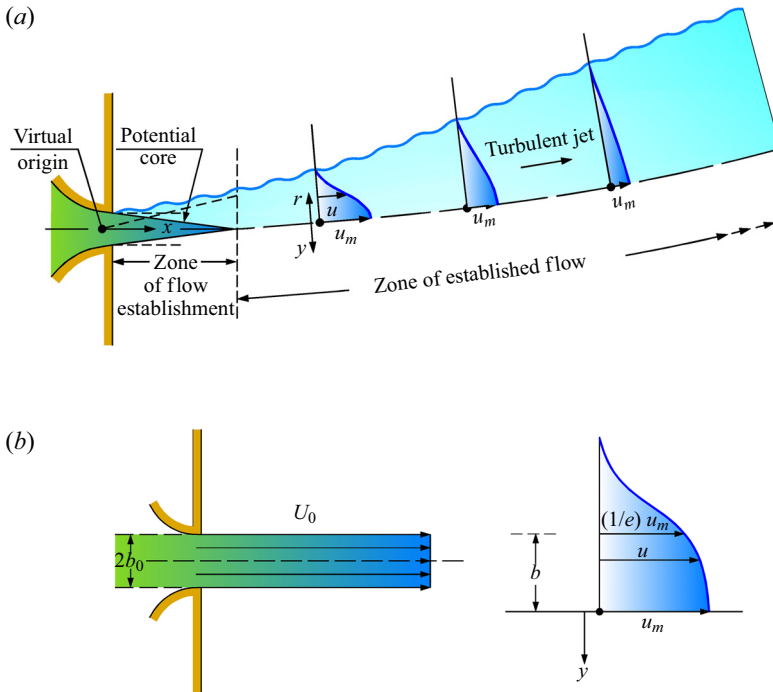 (a)
Virtual
origin
Potential
core
x
Zone
of flow
establishment
r
u
y
u_m
u_m
Turbulent jet
u_m
Zone of established flow
(b)
U_0
2b_0
(1/e) u_m
b
u
u_m
y